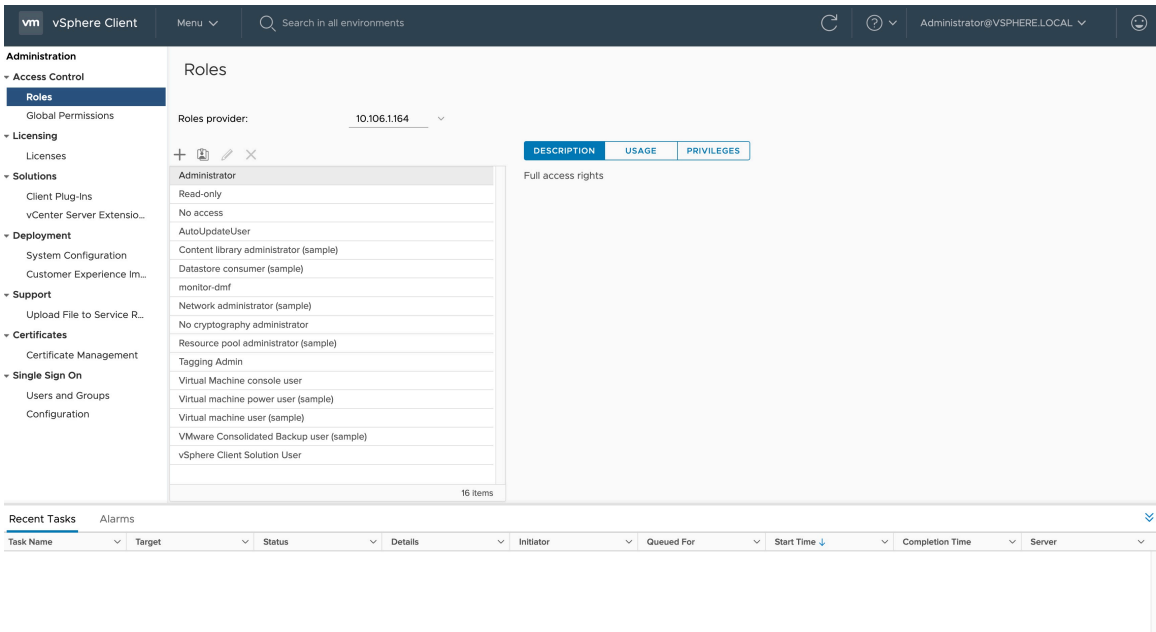 vm vSphere Client Menu Search in all environments Administrator@VSPHERE.LOCAL
Administration
Access Control
Roles
Global Permissions
Licensing
Licenses
Solutions
Client Plug-Ins
vCenter Server Extensio...
Deployment
System Configuration
Customer Experience Im...
Support
Upload File to Service R...
Certificates
Certificate Management
Single Sign On
Users and Groups
Configuration
Roles
Roles provider: 10.106.1.164
Administrator
Read-only
No access
AutoUpdateUser
Content library administrator (sample)
Datastore consumer (sample)
monitor-dmf
Network administrator (sample)
No cryptography administrator
Resource pool administrator (sample)
Tagging Admin
Virtual Machine console user
Virtual machine power user (sample)
Virtual machine user (sample)
VMware Consolidated Backup user (sample)
vSphere Client Solution User
16 items
DESCRIPTION USAGE PRIVILEGES
Full access rights
Recent Tasks Alarms
Task Name Target Status Details Initiator Queued For Start Time ↓ Completion Time Server